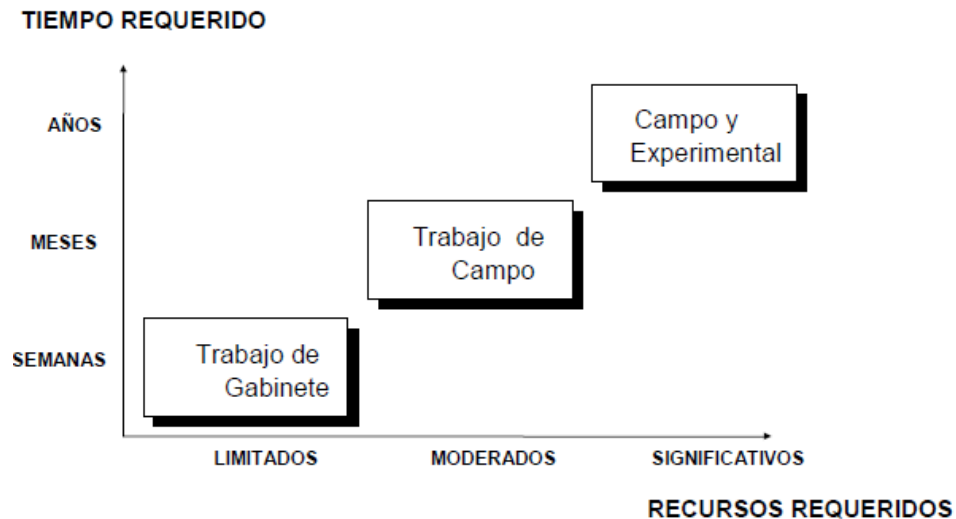 TIEMPO REQUERIDO
AÑOS
Campo y
Experimental
MESES
Trabajo de
Campo
SEMANAS
Trabajo de
Gabinete
LIMITADOS
MODERADOS
SIGNIFICATIVOS
RECURSOS REQUERIDOS